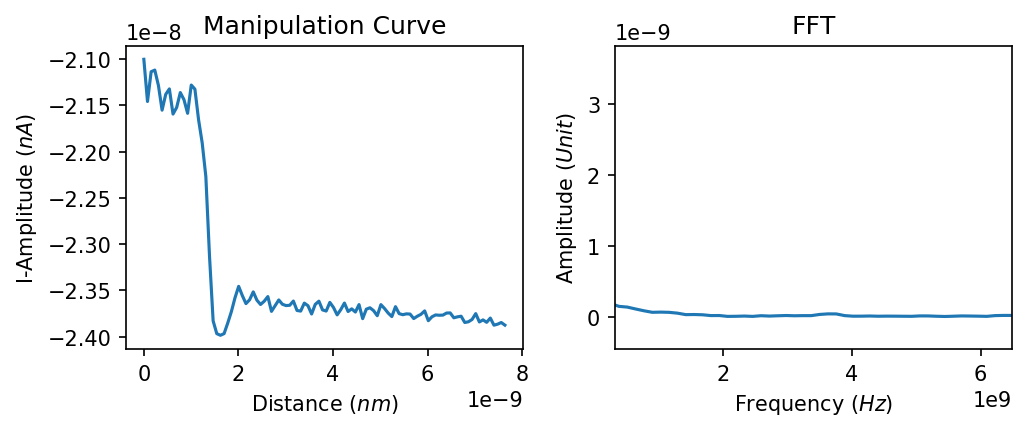 Manipulation Curve
1e−8
−2.10
−2.15
−2.20
−2.25
−2.30
−2.35
−2.40
I-Amplitude (nA)
0
2
4
6
8
1e−9
Distance (nm)
FFT
1e−9
3
2
1
0
Amplitude (Unit)
2
4
6
1e9
Frequency (Hz)